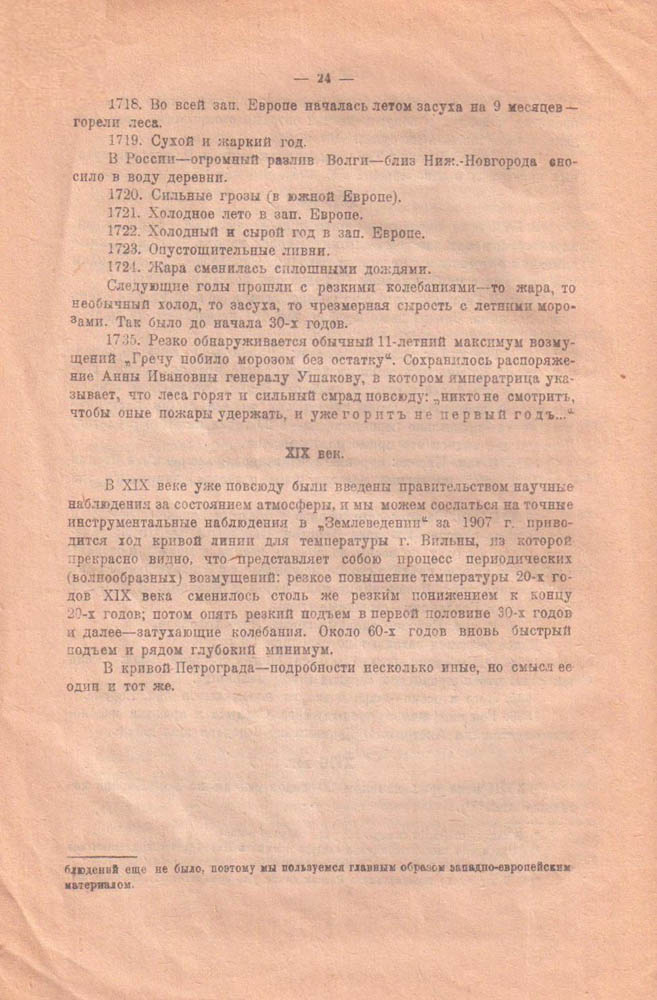 — 24 —
1718. Во всей зап. Европе началась летом засуха на 9 месяцев—
горели леса.
1719. Сухой и жаркий год.
В России—огромный разлив Волги—близ Ниж.-Новгорода сно-
сило в воду деревни.
1720. Сильные грозы (в южной Европе).
1721. Холодное лето в зап. Европе.
1722. Холодный и сырой год в зап. Европе.
1723. Опустошительные ливни.
1724. Жара сменилась сплошными дождями.
Следующие годы прошли с резкими колебаниями—то жара, то
необычный холод, то засуха, то чрезмерная сырость с летними моро-
зами. Так было до начала 30-х годов.
1735. Резко обнаруживается обычный 11-летний максимум возму-
щений „Гречу побило морозом без остатку“. Сохранилось распоряже-
ние Анны Ивановны генералу Ушакову, в котором императрица ука-
зывает, что леса горят и сильный смрад повсюду: „никто не смотрить,
чтобы оные пожары удержать, и уже горитъ не первый годъ...“
XIX век.
В XIX веке уже повсюду были введены правительством научные
наблюдения за состоянием атмосферы, и мы можем сослаться на точные
инструментальные наблюдения в „Землеведении“ за 1907 г. приво-
дится ход кривой линии для температуры г. Вильны, из которой
прекрасно видно, что представляет собою процесс периодических
(волнообразных) возмущений: резкое повышение температуры 20-х го-
дов XIX века сменилось столь же резким понижением к концу
20-х годов; потом опять резкий подъем в первой половине 30-х годов
и далее—затухающие колебания. Около 60-х годов вновь быстрый
подъем и рядом глубокий минимум.
В кривой Петрограда—подробности несколько иные, но смысл ее
один и тот же.
блюдений еще не было, поэтому мы пользуемся главным образом западно-европейским
материалом.